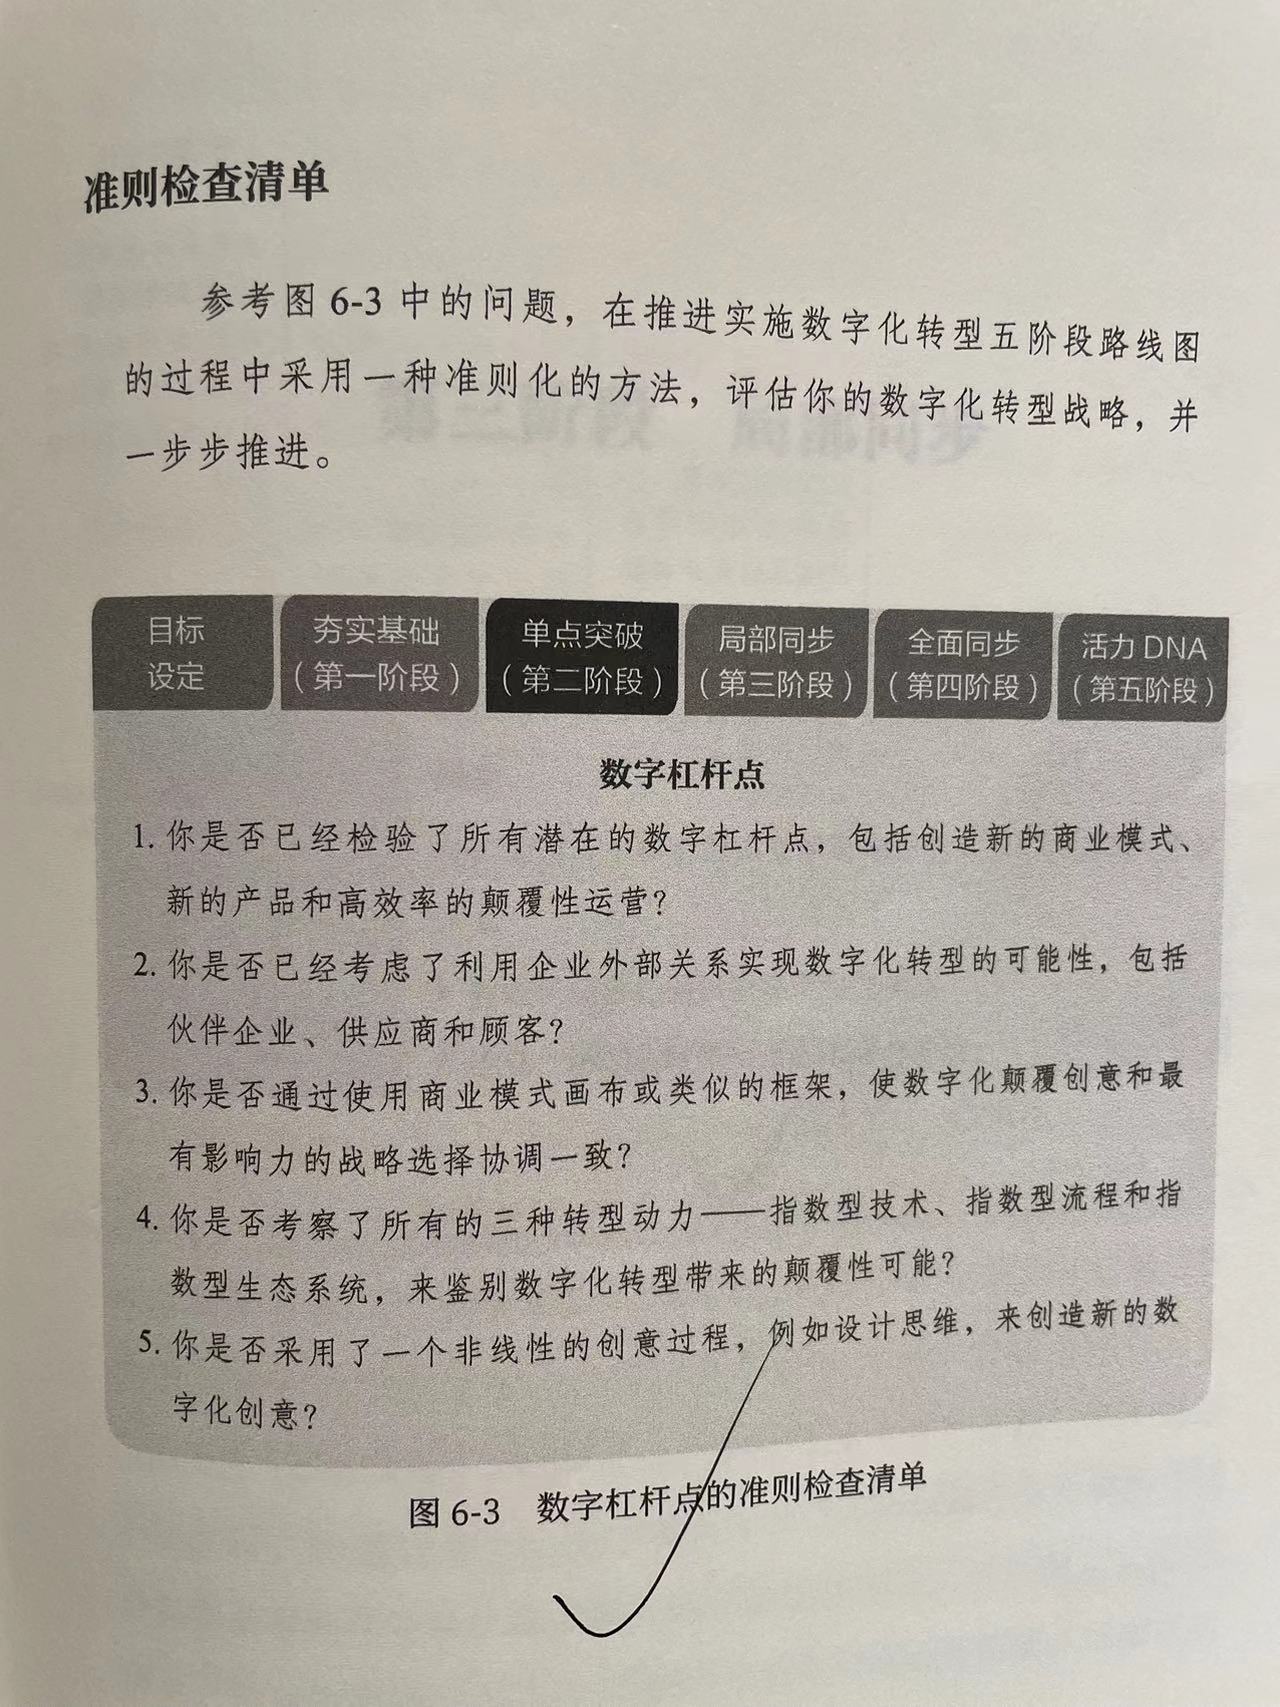 准则检查清单
参考图 6-3 中的问题，在推进实施数字化转型五阶段路线图
的过程中采用一种准则化的方法，评估你的数字化转型战略，并
一步步推进。
目标
设定
夯实基础
（第一阶段）
单点突破
（第二阶段）
局部同步
（第三阶段）
全面同步
（第四阶段）
活力 DNA
（第五阶段）
数字杠杆点
1. 你是否已经检验了所有潜在的数字杠杆点，包括创造新的商业模式、
新的产品和高效率的颠覆性运营？
2. 你是否已经考虑了利用企业外部关系实现数字化转型的可能性，包括
伙伴企业、供应商和顾客？
3. 你是否通过使用商业模式画布或类似的框架，使数字化颠覆创意和最
有影响力的战略选择协调一致？
4. 你是否考察了所有的三种转型动力——指数型技术、指数型流程和指
数型生态系统，来鉴别数字化转型带来的颠覆性可能？
5. 你是否采用了一个非线性的创意过程，例如设计思维，来创造新的数
字化创意？
图 6-3 数字杠杆点的准则检查清单